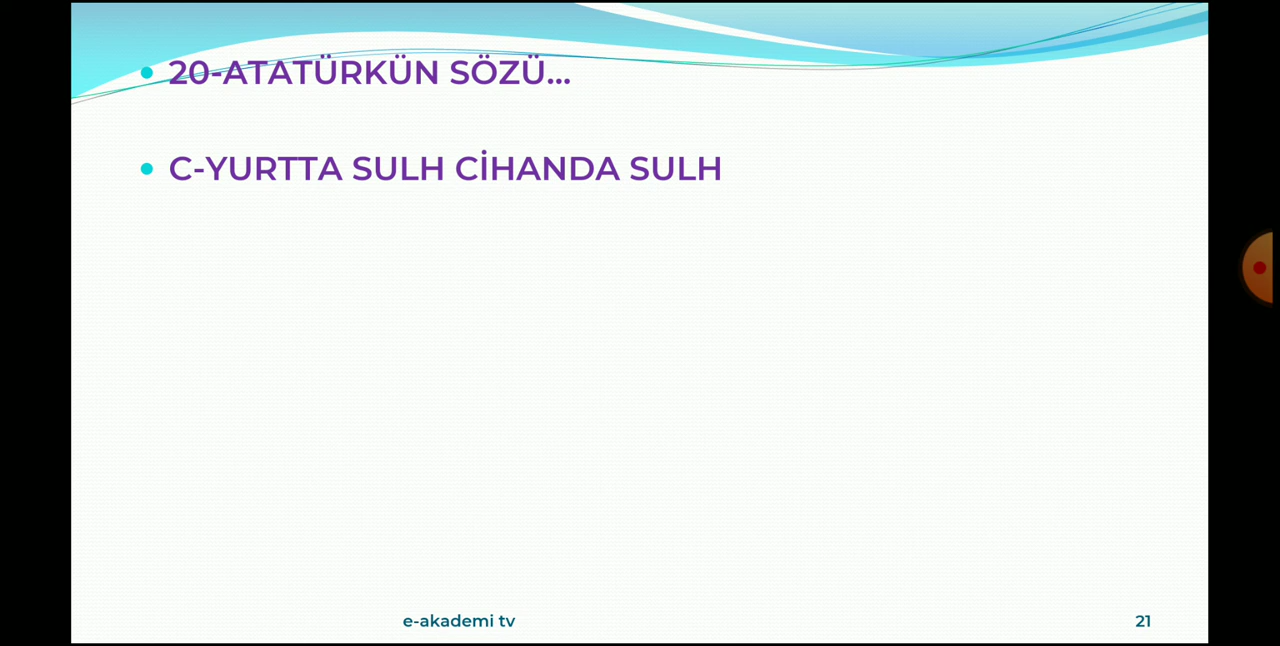 20-ATATÜRKÜN SÖZÜ...
C-YURTTA SULH CİHANDA SULH
e-akademi tv
21